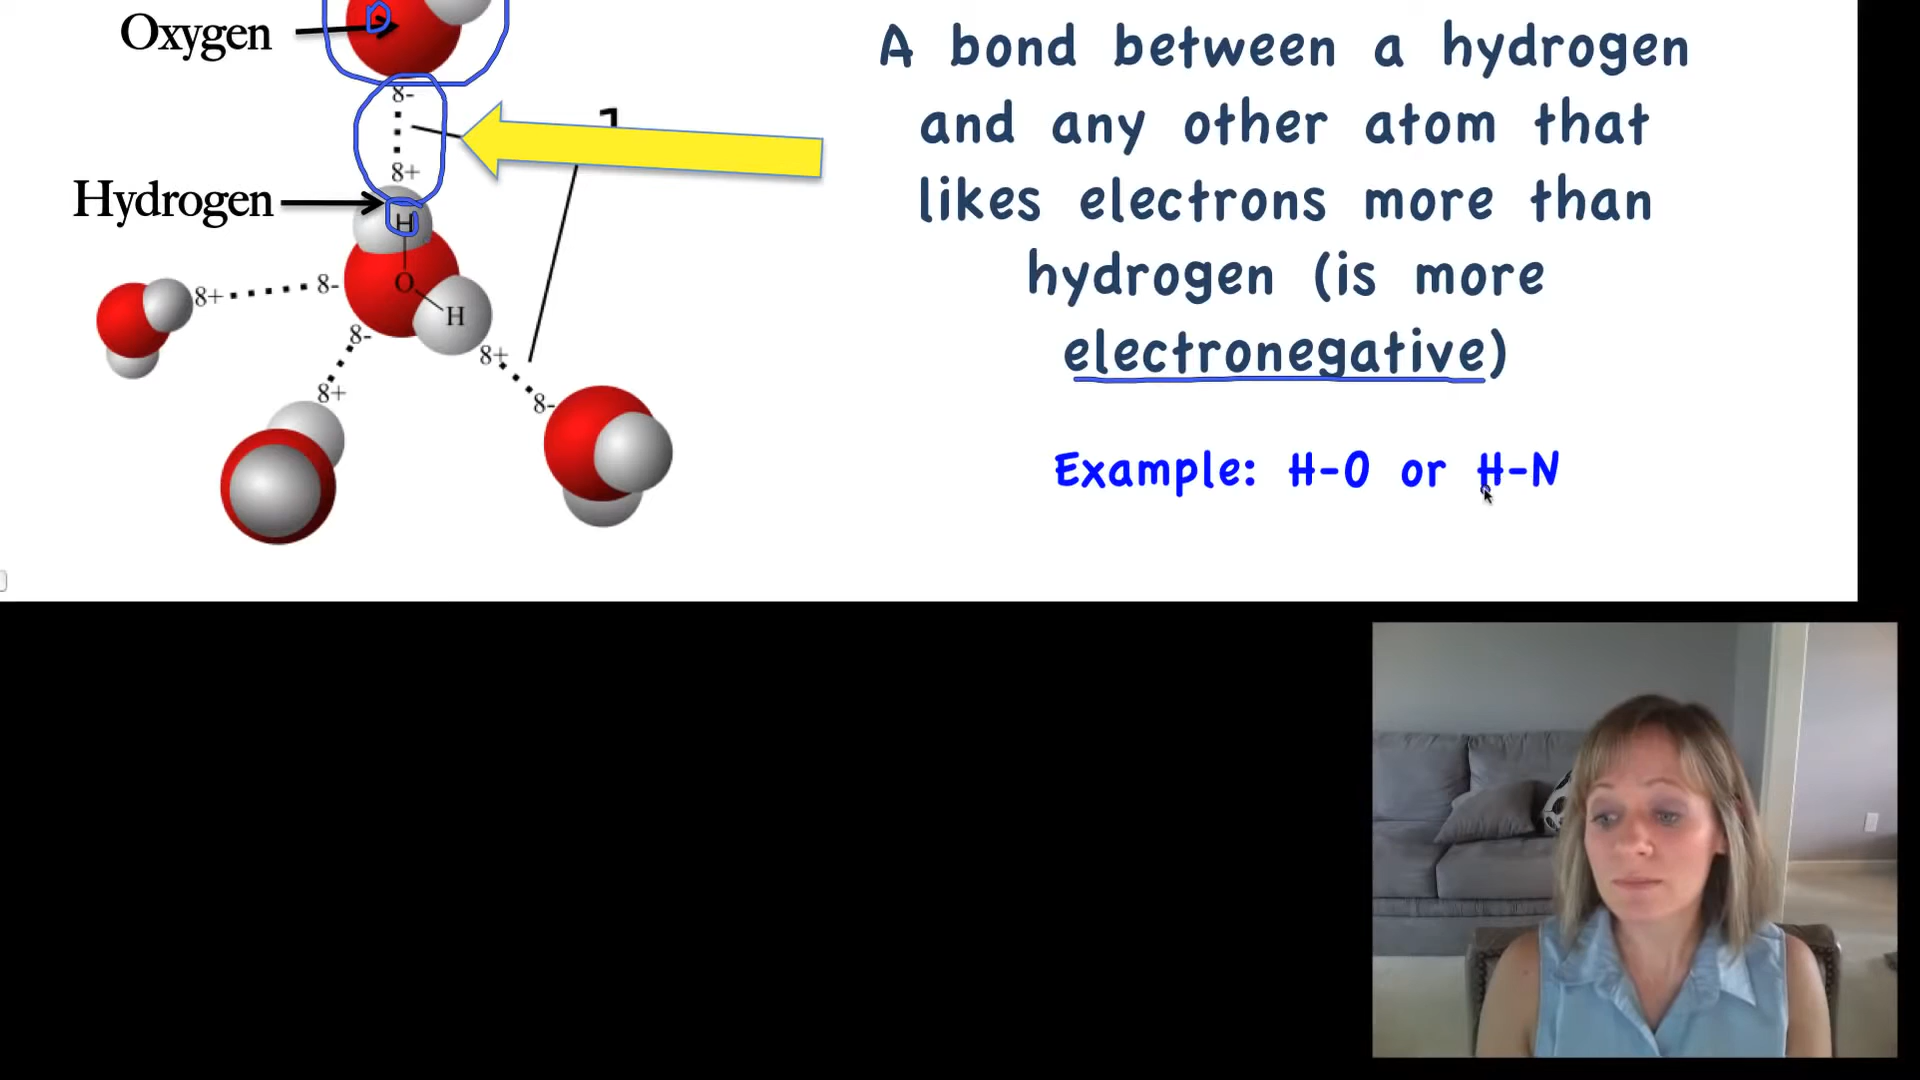 Oxygen
8-
8+
Hydrogen
H
8+
8-
O
H
8-
8+
8+
8-
A bond between a hydrogen
and any other atom that
likes electrons more than
hydrogen (is more
electronegative)
Example: H-O or H-N